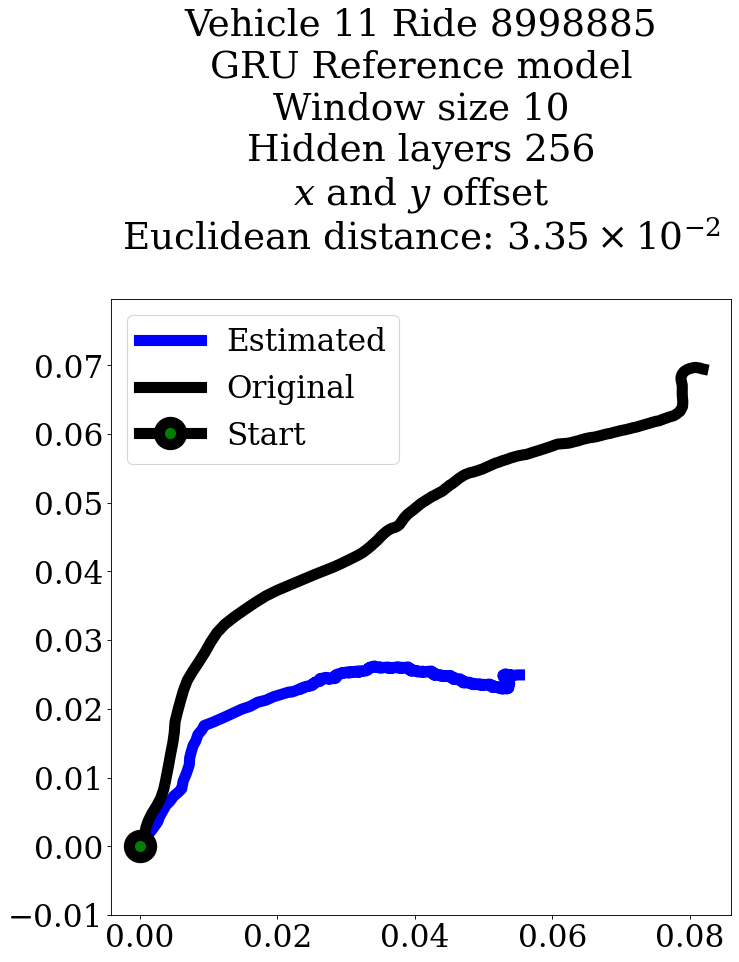 Vehicle 11 Ride 8998885
GRU Reference model
Window size 10
Hidden layers 256
x and y offset
Euclidean distance: 3.35 × 10⁻²
Estimated
Original
Start
0.07
0.06
0.05
0.04
0.03
0.02
0.01
0.00
−0.01
0.00 0.02 0.04 0.06 0.08